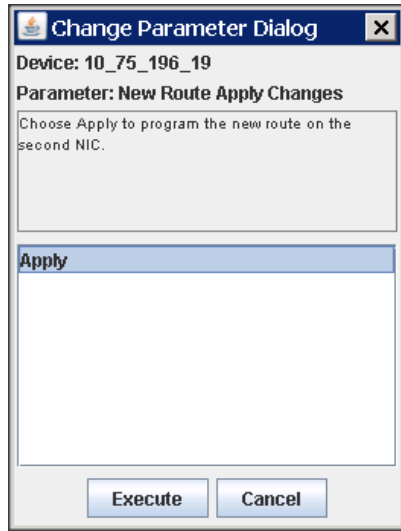 Change Parameter Dialog
Device: 10_75_196_19
Parameter: New Route Apply Changes
Choose Apply to program the new route on the
second NIC.
Apply
Execute Cancel